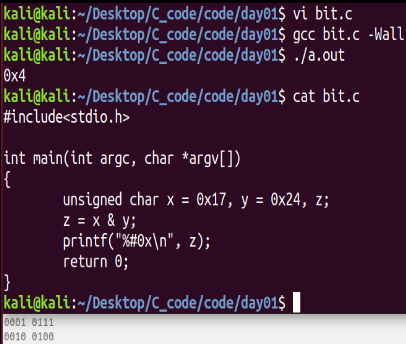 kali@kali:~/Desktop/C_code/code/day01$ vi bit.c
kali@kali:~/Desktop/C_code/code/day01$ gcc bit.c -Wall
kali@kali:~/Desktop/C_code/code/day01$ ./a.out
0x4
kali@kali:~/Desktop/C_code/code/day01$ cat bit.c
#include<stdio.h>
int main(int argc, char *argv[])
{
        unsigned char x = 0x17, y = 0x24, z;
        z = x & y;
        printf("%#0x\n", z);
        return 0;
}
kali@kali:~/Desktop/C_code/code/day01$
0001 0111
0010 0100